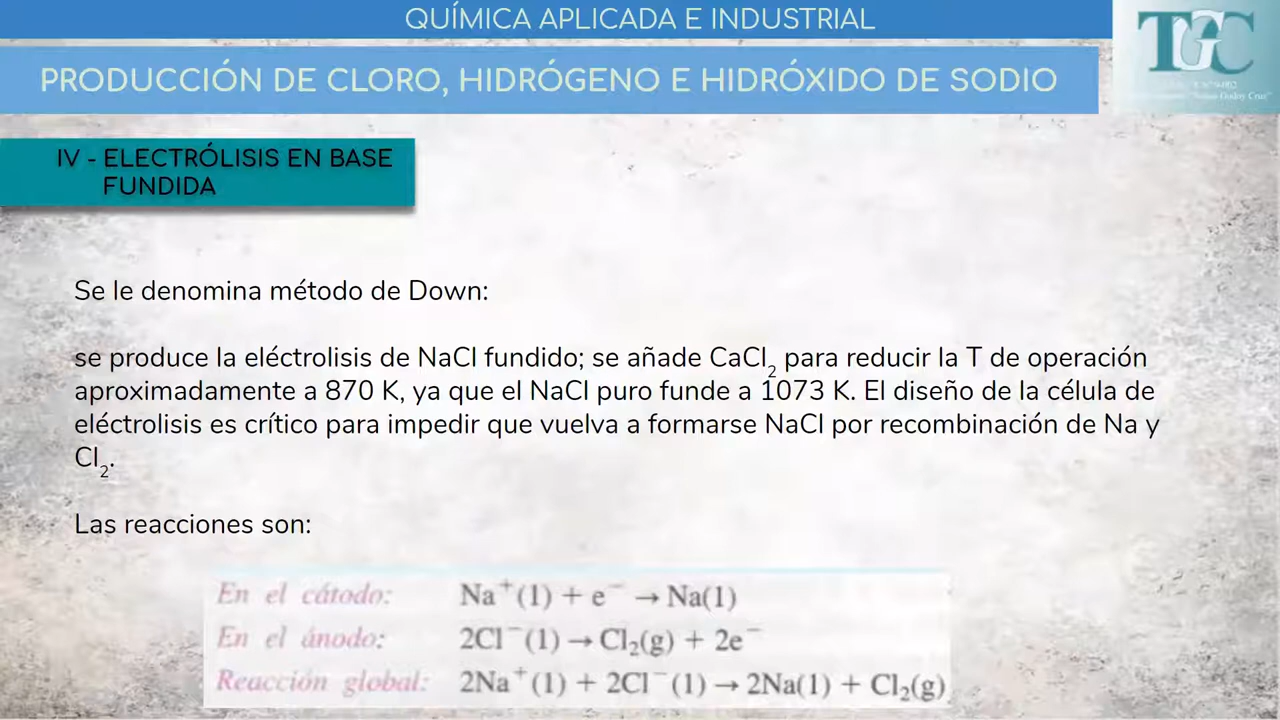 QUÍMICA APLICADA E INDUSTRIAL
TGC
PRODUCCIÓN DE CLORO, HIDRÓGENO E HIDRÓXIDO DE SODIO
IV - ELECTRÓLISIS EN BASE
FUNDIDA
Se le denomina método de Down:
se produce la eléctrolisis de NaCl fundido; se añade CaCl₂ para reducir la T de operación
aproximadamente a 870 K, ya que el NaCl puro funde a 1073 K. El diseño de la célula de
eléctrolisis es crítico para impedir que vuelva a formarse NaCl por recombinación de Na y
Cl₂.
Las reacciones son:
En el cátodo: Na⁺(l) + e⁻ → Na(l)
En el ánodo: 2Cl⁻(l) → Cl₂(g) + 2e⁻
Reacción global: 2Na⁺(l) + 2Cl⁻(l) → 2Na(l) + Cl₂(g)